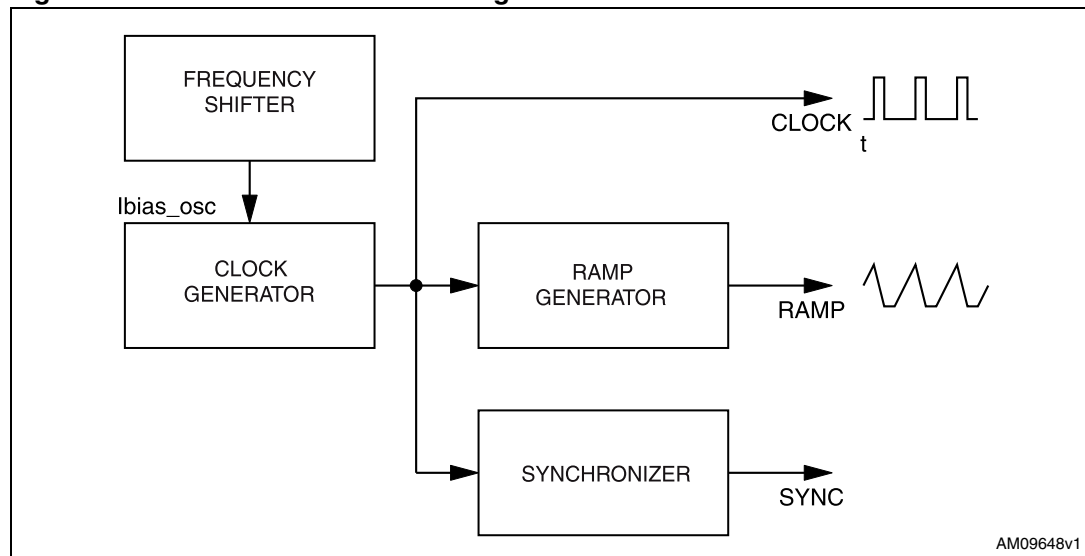 FREQUENCY
SHIFTER
CLOCK
t
Ibias_osc
CLOCK
GENERATOR
RAMP
GENERATOR
RAMP
SYNCHRONIZER
SYNC
AM09648v1